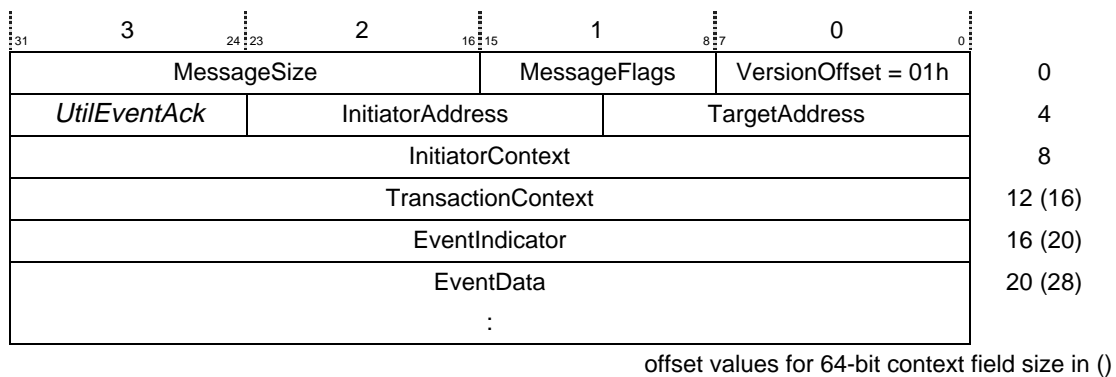 3 2 1 0
31 24 23 16 15 8 7 0
MessageSize MessageFlags VersionOffset = 01h 0
UtilEventAck InitiatorAddress TargetAddress 4
InitiatorContext 8
TransactionContext 12 (16)
EventIndicator 16 (20)
EventData 20 (28)
:
offset values for 64-bit context field size in ()